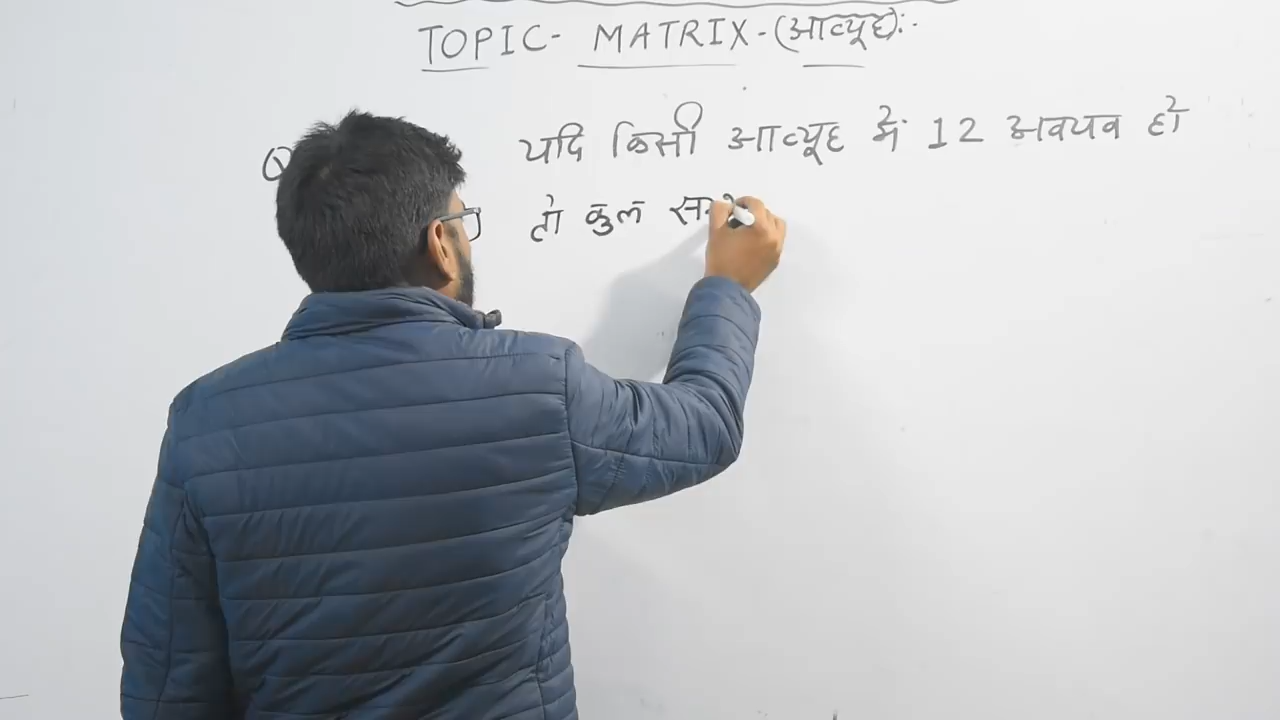 TOPIC- MATRIX-(आव्यूह):-
Q यदि किसी आव्यूह में 12 अवयव हो
तो कुल